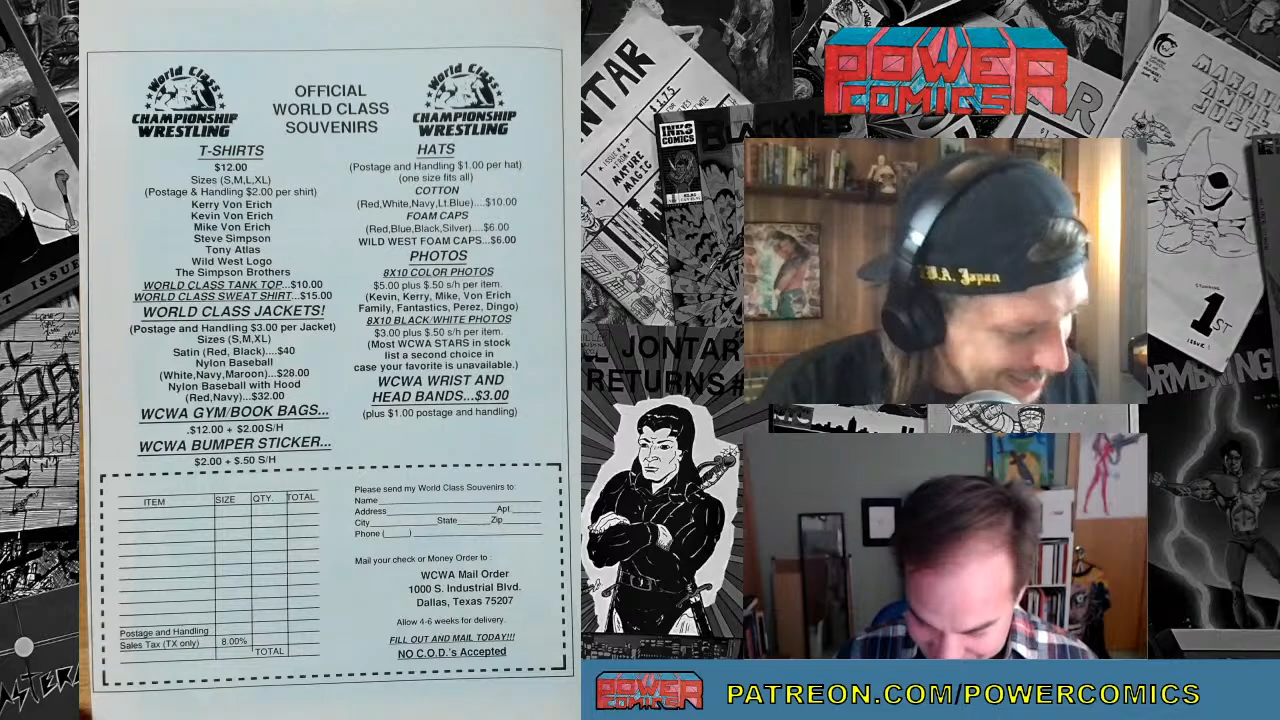 World Class
CHAMPIONSHIP
WRESTLING
OFFICIAL
WORLD CLASS
SOUVENIRS
World Class
CHAMPIONSHIP
WRESTLING
T-SHIRTS
$12.00
Sizes (S,M,L,XL)
(Postage & Handling $2.00 per shirt)
Kerry Von Erich
Kevin Von Erich
Mike Von Erich
Steve Simpson
Tony Atlas
Wild West Logo
The Simpson Brothers
WORLD CLASS TANK TOP...$10.00
WORLD CLASS SWEAT SHIRT...$15.00
WORLD CLASS JACKETS!
(Postage and Handling $3.00 per Jacket)
Sizes (S,M,XL)
Satin (Red, Black)....$40
Nylon Baseball
(White,Navy,Maroon)...$28.00
Nylon Baseball with Hood
(Red,Navy)...$32.00
WCWA GYM/BOOK BAGS...
.$12.00 + $2.00S/H
WCWA BUMPER STICKER...
$2.00 + $.50 S/H
HATS
(Postage and Handling $1.00 per hat)
(one size fits all)
COTTON
(Red,White,Navy,Lt.Blue)....$10.00
FOAM CAPS
(Red,Blue,Black,Silver)....$6.00
WILD WEST FOAM CAPS...$6.00
PHOTOS
8X10 COLOR PHOTOS
$5.00 plus $.50 s/h per item.
(Kevin, Kerry, Mike, Von Erich
Family, Fantastics, Perez, Dingo)
8X10 BLACK/WHITE PHOTOS
$3.00 plus $.50 s/h per item.
(Most WCWA STARS in stock
list a second choice in
case your favorite is unavailable.)
WCWA WRIST AND
HEAD BANDS...$3.00
(plus $1.00 postage and handling)
ITEM SIZE QTY. TOTAL
Postage and Handling
Sales Tax (TX only) 8.00%
TOTAL
Please send my World Class Souvenirs to:
Name
Address Apt.
City State Zip
Phone ( )
Mail your check or Money Order to :
WCWA Mail Order
1000 S. Industrial Blvd.
Dallas, Texas 75207
Allow 4-6 weeks for delivery.
FILL OUT AND MAIL TODAY!!!
NO C.O.D.'s Accepted
POWER
COMICS
INKS
COMICS
BLACK WEB
$1.75
MATURE
MAGIC
JONTAR
RETURNS #
1ST
ISSUE 1
T ISSUE
I.W.A. Japan
POWER
COMICS
PATREON.COM/POWERCOMICS